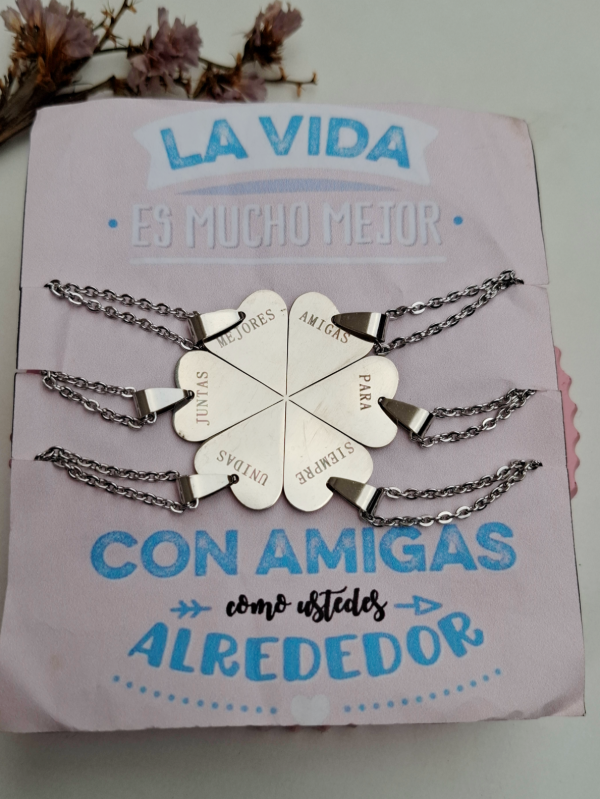 LA VIDA
ES MUCHO MEJOR
MEJORES
AMIGAS
PARA
SIEMPRE
UNIDAS
JUNTAS
CON AMIGAS
como ustedes
ALREDEDOR